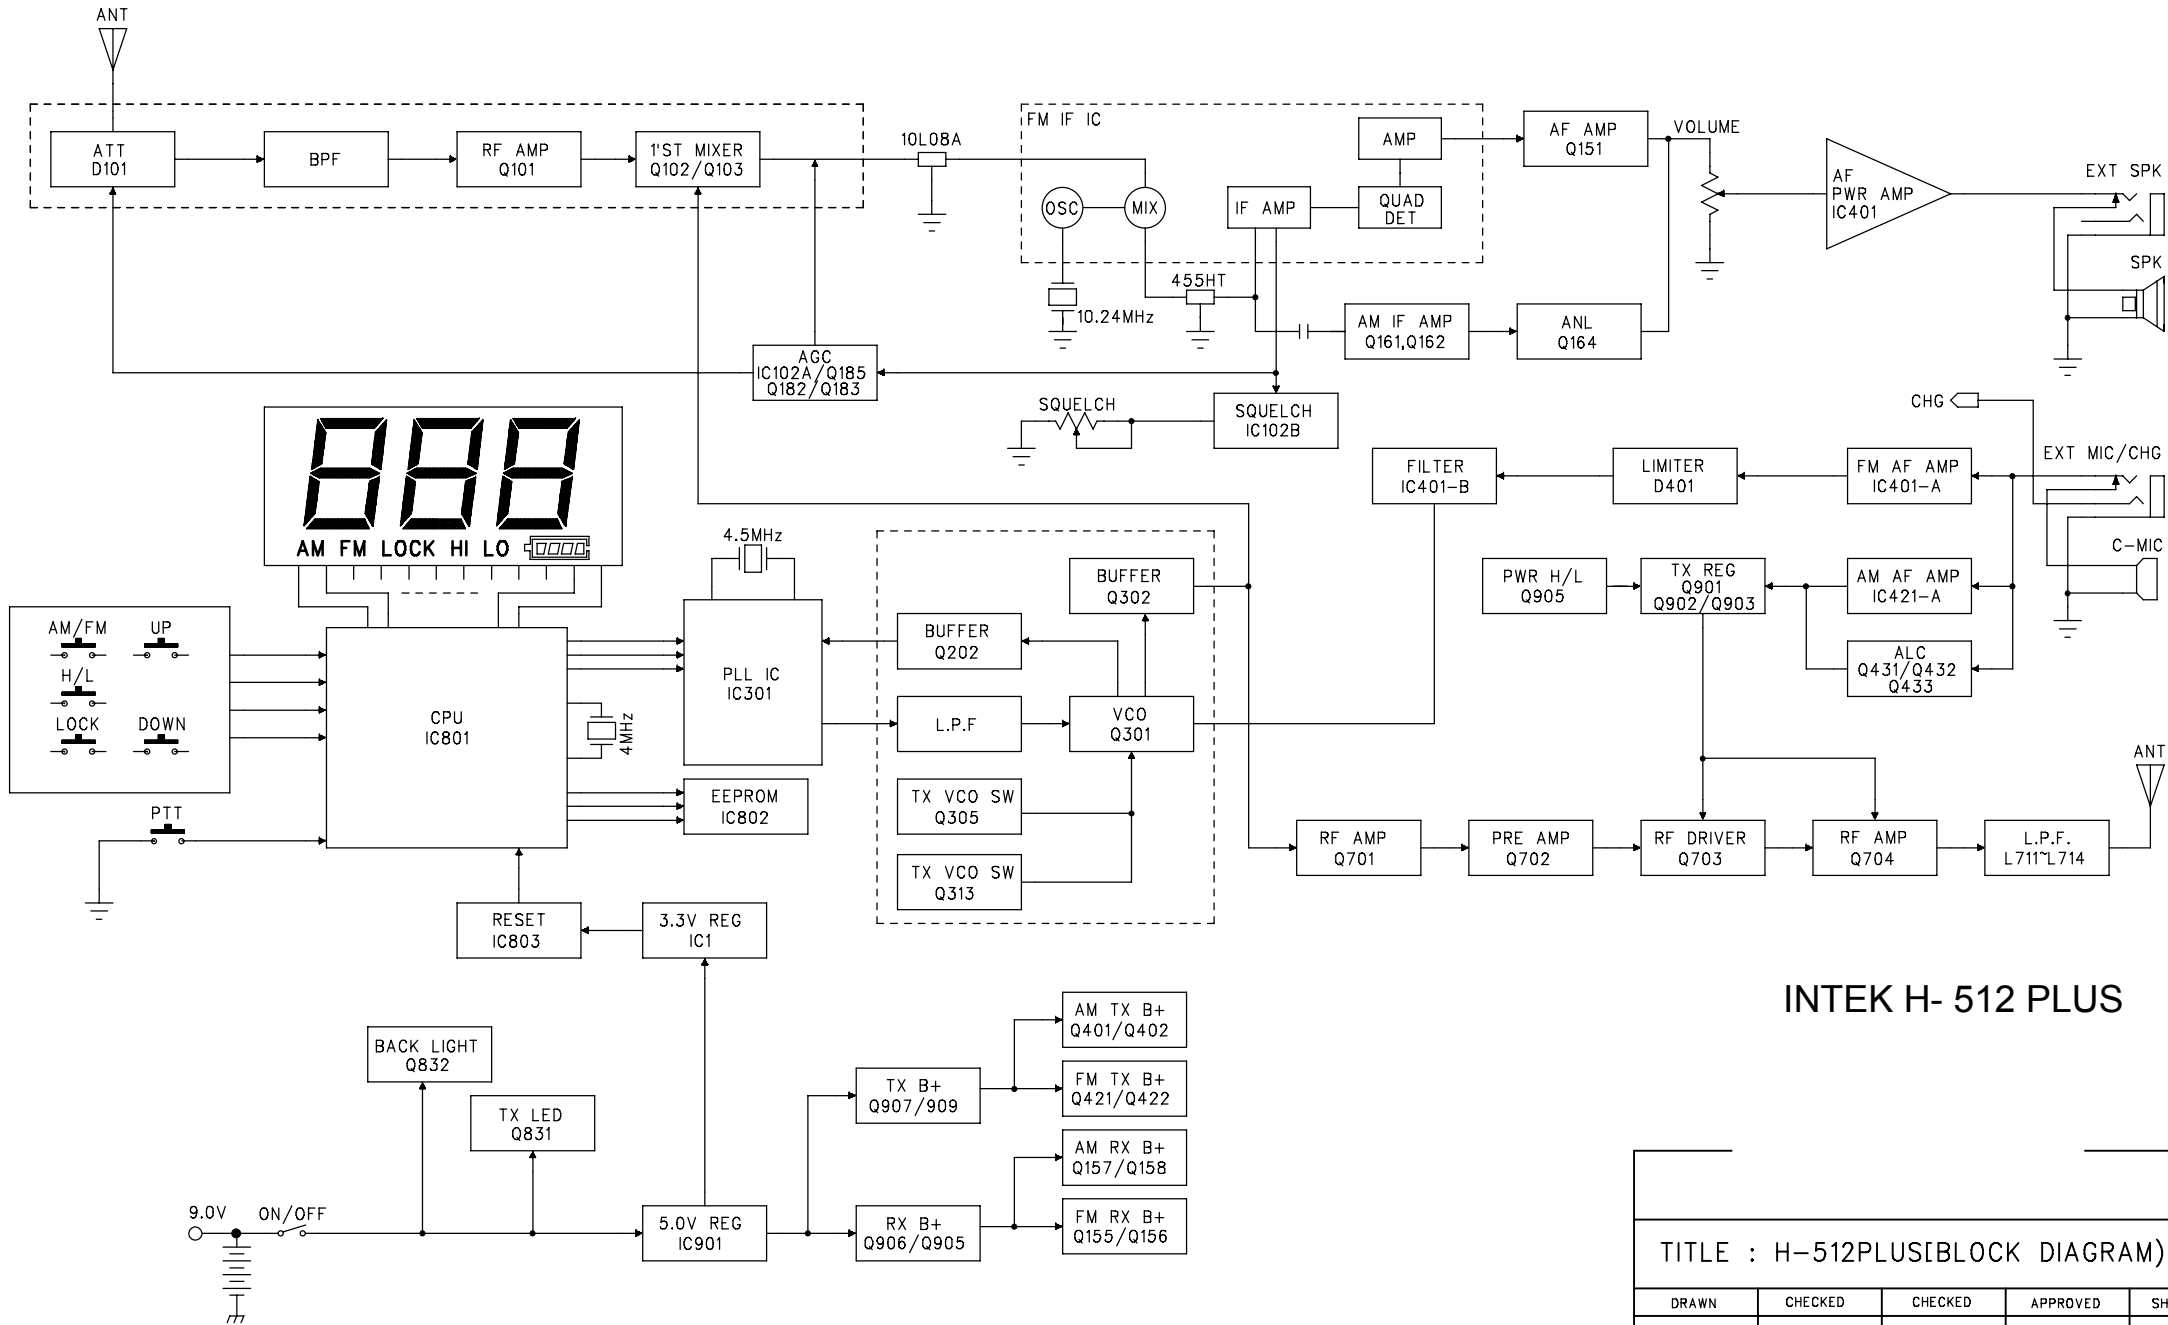 ANT
ATT
D101
BPF
RF AMP
Q101
1'ST MIXER
Q102/Q103
10L08A
FM IF IC
OSC
MIX
IF AMP
AMP
QUAD
DET
AF AMP
Q151
VOLUME
AF
PWR AMP
IC401
EXT SPK
SPK
10.24MHz
455HT
AM IF AMP
Q161,Q162
ANL
Q164
AGC
IC102A/Q185
Q182/Q183
SQUELCH
SQUELCH
IC102B
CHG
EXT MIC/CHG
C-MIC
FILTER
IC401-B
LIMITER
D401
FM AF AMP
IC401-A
PWR H/L
Q905
TX REG
Q901
Q902/Q903
AM AF AMP
IC421-A
ALC
Q431/Q432
Q433
888
AM FM LOCK HI LO
AM/FM
UP
H/L
LOCK
DOWN
PTT
CPU
IC801
4MHz
4.5MHz
PLL IC
IC301
EEPROM
IC802
BUFFER
Q302
BUFFER
Q202
L.P.F
VCO
Q301
TX VCO SW
Q305
TX VCO SW
Q313
RF AMP
Q701
PRE AMP
Q702
RF DRIVER
Q703
RF AMP
Q704
L.P.F.
L711~L714
ANT
RESET
IC803
3.3V REG
IC1
BACK LIGHT
Q832
TX LED
Q831
9.0V
ON/OFF
5.0V REG
IC901
TX B+
Q907/909
RX B+
Q906/Q905
AM TX B+
Q401/Q402
FM TX B+
Q421/Q422
AM RX B+
Q157/Q158
FM RX B+
Q155/Q156
INTEK H- 512 PLUS
TITLE : H-512PLUS[BLOCK DIAGRAM)
DRAWN
CHECKED
CHECKED
APPROVED
SH